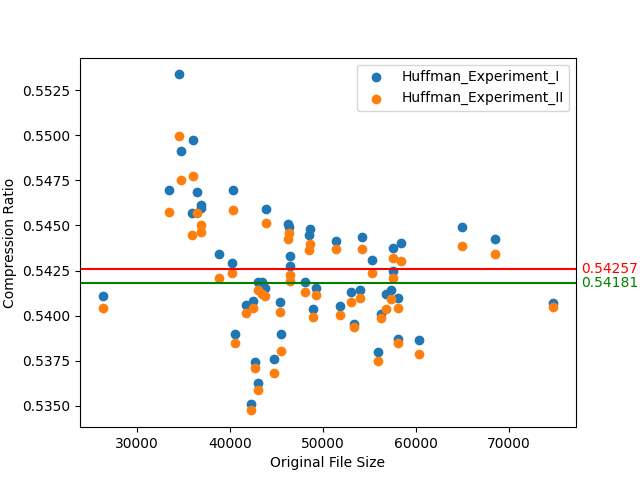 Huffman_Experiment_I
Huffman_Experiment_II
0.5525
0.5500
0.5475
0.5450
0.5425
0.5400
0.5375
0.5350
Compression Ratio
0.54257
0.54181
30000 40000 50000 60000 70000
Original File Size